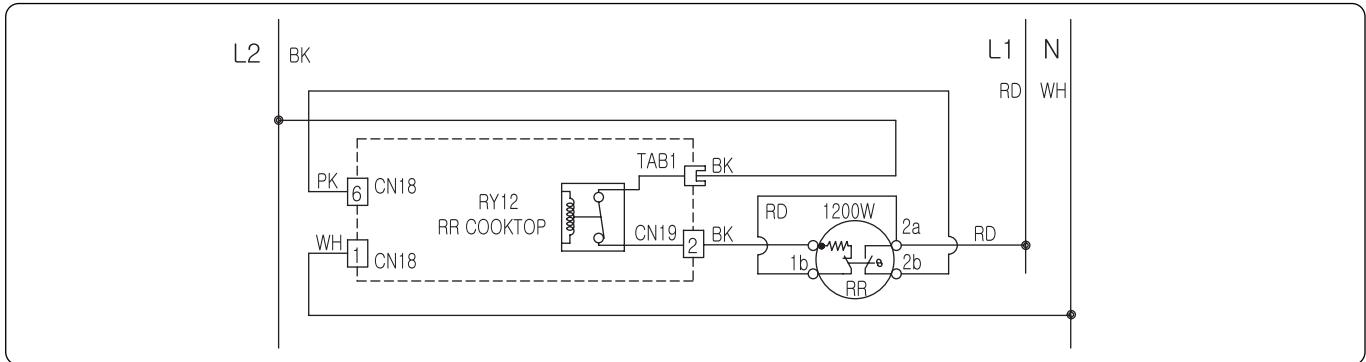 L2 BK L1 N
RD WH
TAB1 BK
PK 6 CN18
RY12
RR COOKTOP
RD 1200W
2a
CN19 2 BK RD
WH 1 CN18
1b θ 2b
RR